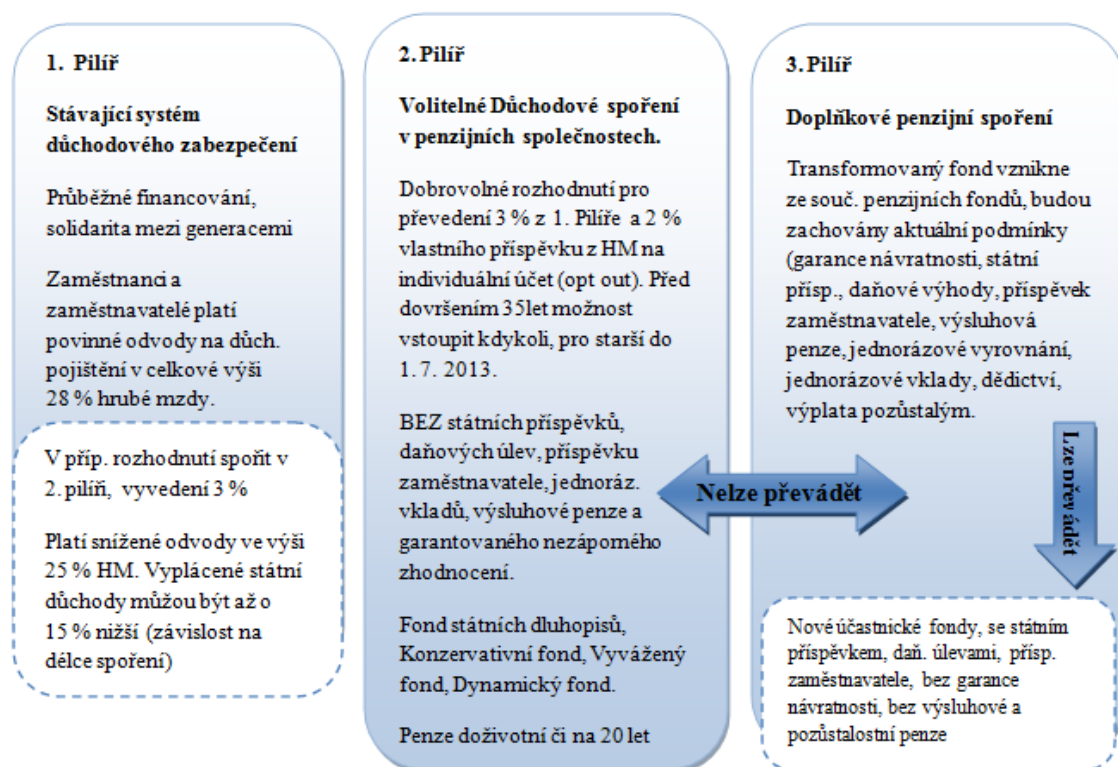 1. Pilíř
Stávající systém
důchodového zabezpečení
Průběžné financování,
solidarita mezi generacemi
Zaměstnanci a
zaměstnavatelé platí
povinné odvody na důch.
pojištění v celkové výši
28 % hrubé mzdy.
V příp. rozhodnutí spořit v
2. pilíři, vyvedení 3 %
Platí snížené odvody ve výši
25 % HM. Vyplácené státní
důchody můžou být až o
15 % nižší (závislost na
délce spoření)
2. Pilíř
Volitelné Důchodové spoření
v penzijních společnostech.
Dobrovolné rozhodnutí pro
převedení 3 % z 1. Pilíře a 2 %
vlastního příspěvku z HM na
individuální účet (opt out). Před
dovršením 35let možnost
vstoupit kdykoli, pro starší do
1. 7. 2013.
BEZ státních příspěvků,
daňových úlev, příspěvku
zaměstnavatele, jednoráz.
vkladů, výsluhové penze a
garantovaného nezáporného
zhodnocení.
Fond státních dluhopisů,
Konzervativní fond, Vyvážený
fond, Dynamický fond.
Penze doživotní či na 20 let
Nelze převádět
3. Pilíř
Doplňkové penzijní spoření
Transformovaný fond vznikne
ze souč. penzijních fondů, budou
zachovány aktuální podmínky
(garance návratnosti, státní
přísp., daňové výhody, příspěvek
zaměstnavatele, výsluhová
penze, jednorázové vyrovnání,
jednorázové vklady, dědictví,
výplata pozůstalým.
Lze převádět
Nové účastnické fondy, se státním
příspěvkem, daň. úlevami, přísp.
zaměstnavatele, bez garance
návratnosti, bez výsluhové a
pozůstalostní penze